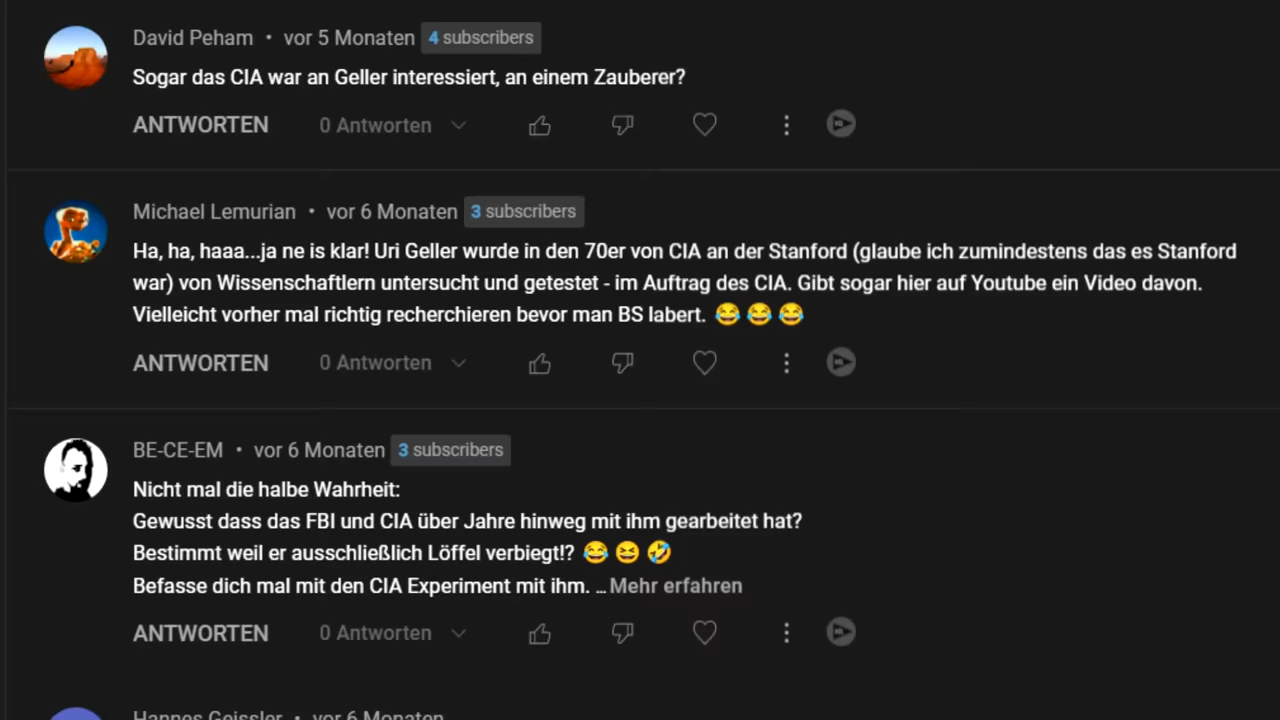 David Peham • vor 5 Monaten 4 subscribers
Sogar das CIA war an Geller interessiert, an einem Zauberer?
ANTWORTEN 0 Antworten
Michael Lemurian • vor 6 Monaten 3 subscribers
Ha, ha, haaa...ja ne is klar! Uri Geller wurde in den 70er von CIA an der Stanford (glaube ich zumindestens das es Stanford
war) von Wissenschaftlern untersucht und getestet - im Auftrag des CIA. Gibt sogar hier auf Youtube ein Video davon.
Vielleicht vorher mal richtig recherchieren bevor man BS labert. 😂 😂 😂
ANTWORTEN 0 Antworten
BE-CE-EM • vor 6 Monaten 3 subscribers
Nicht mal die halbe Wahrheit:
Gewusst dass das FBI und CIA über Jahre hinweg mit ihm gearbeitet hat?
Bestimmt weil er ausschließlich Löffel verbiegt!? 😂 😆 🤣
Befasse dich mal mit den CIA Experiment mit ihm. ... Mehr erfahren
ANTWORTEN 0 Antworten
Hannes Geissler • vor 6 Monaten